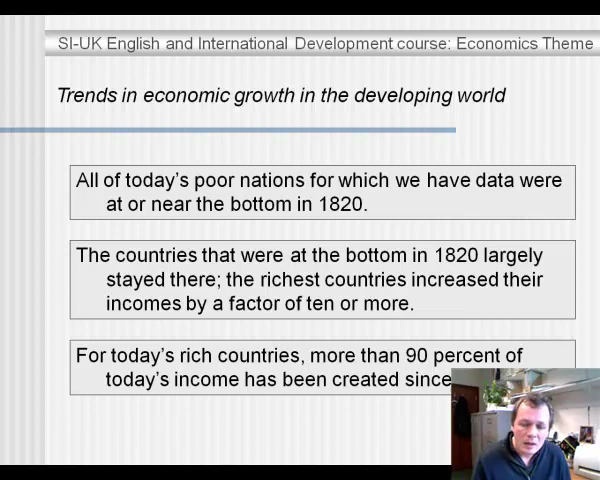 SI-UK English and International Development course: Economics Theme
Trends in economic growth in the developing world
All of today's poor nations for which we have data were
at or near the bottom in 1820.
The countries that were at the bottom in 1820 largely
stayed there; the richest countries increased their
incomes by a factor of ten or more.
For today's rich countries, more than 90 percent of
today's income has been created since